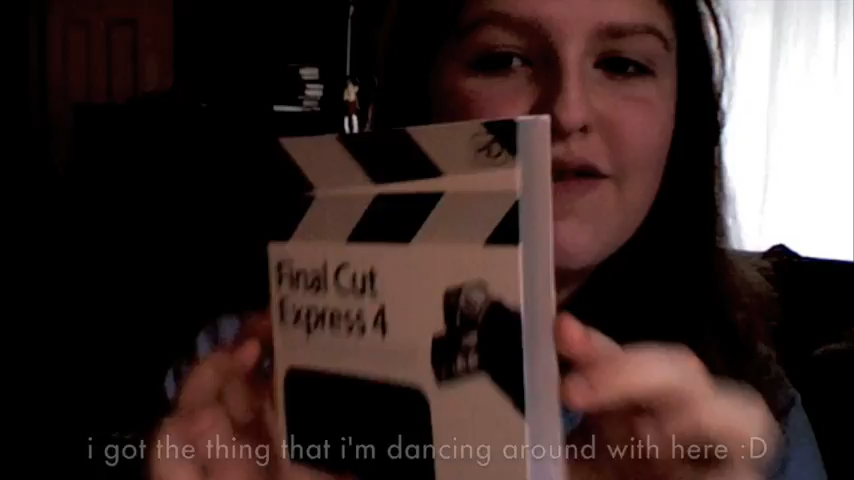 Final Cut
Express 4
i got the thing that i'm dancing around with here :D